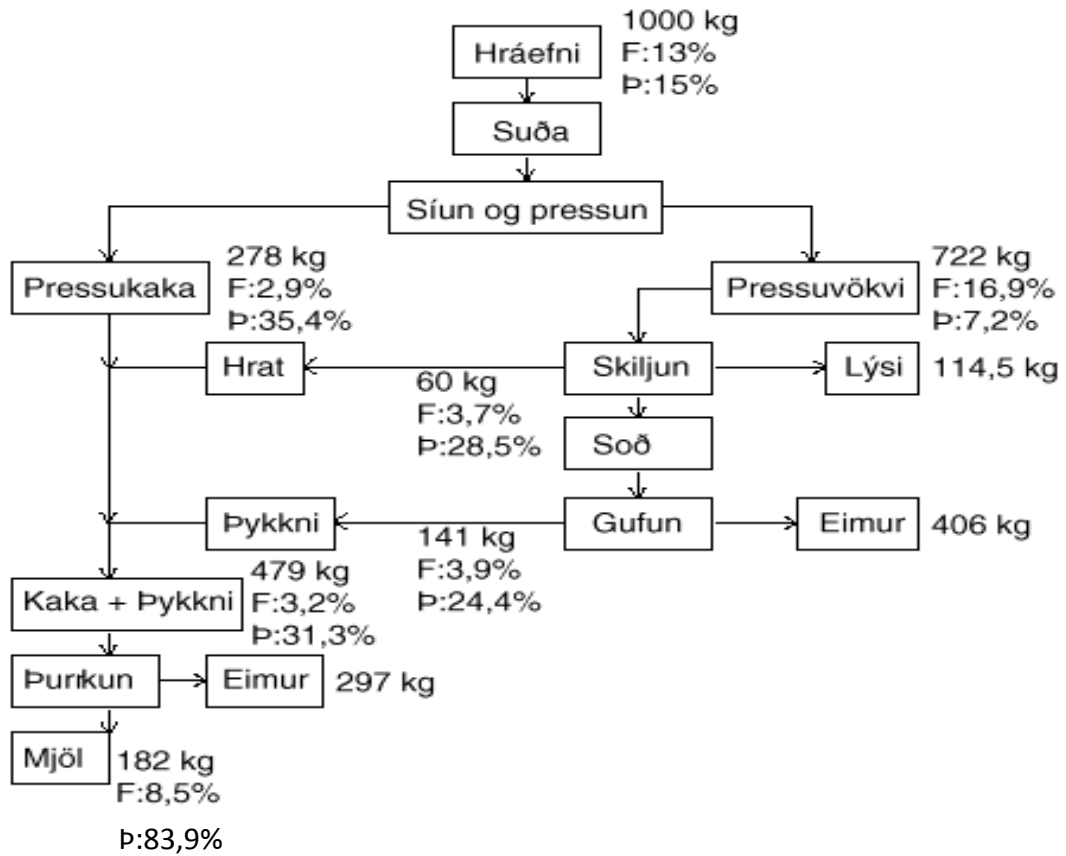 1000 kg
F:13%
Þ:15%
Hráefni
Suða
Síun og pressun
278 kg
F:2,9%
Þ:35,4%
Pressukaka
722 kg
F:16,9%
Þ:7,2%
Pressuvökvi
Hrat
60 kg
F:3,7%
Þ:28,5%
Skiljun
Lýsi
114,5 kg
Soð
Þykkni
141 kg
F:3,9%
Þ:24,4%
Gufun
Eimur
406 kg
479 kg
F:3,2%
Þ:31,3%
Kaka + Þykkni
Þurrkun
Eimur
297 kg
Mjöl
182 kg
F:8,5%
Þ:83,9%